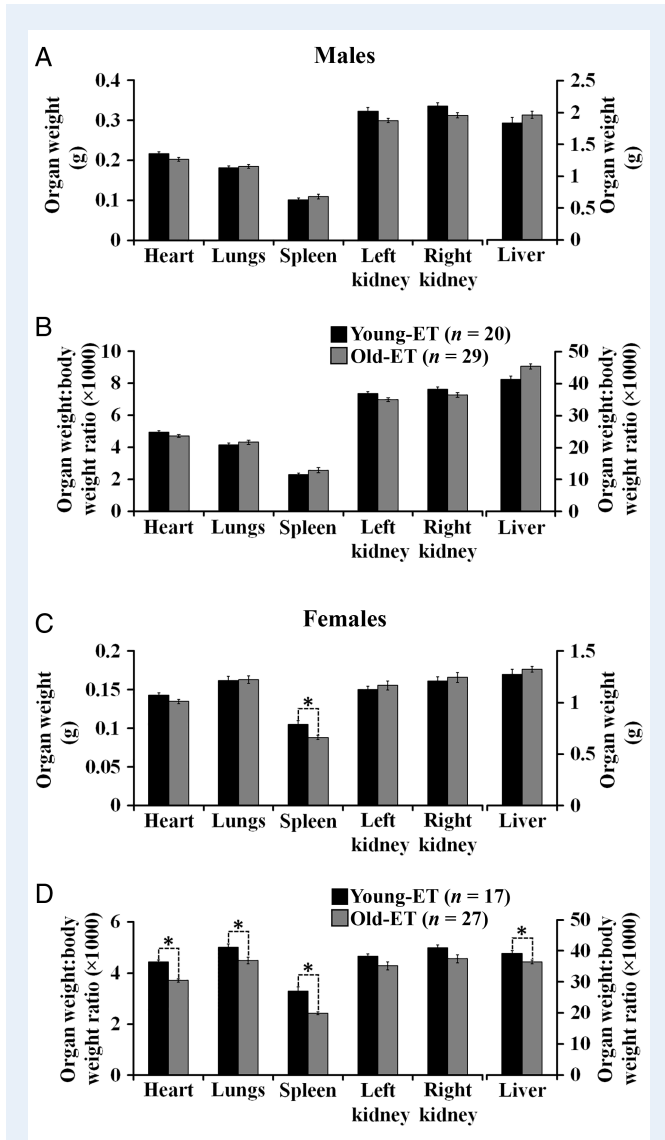 A
Males
Organ weight
(g)
0.4
0.3
0.2
0.1
0
2.5
2
1.5
1
0.5
0
Organ weight
(g)
Heart Lungs Spleen Left kidney Right kidney Liver
B
Young-ET (n = 20)
Old-ET (n = 29)
Organ weight:body
weight ratio (×1000)
10
8
6
4
2
0
50
40
30
20
10
0
Organ weight:body
weight ratio (×1000)
Heart Lungs Spleen Left kidney Right kidney Liver
C
Females
Organ weight
(g)
0.2
0.15
0.1
0.05
0
*
1.5
1
0.5
0
Organ weight
(g)
Heart Lungs Spleen Left kidney Right kidney Liver
D
Young-ET (n = 17)
Old-ET (n = 27)
Organ weight:body
weight ratio (×1000)
6
4
2
0
* * * *
50
40
30
20
10
0
Organ weight:body
weight ratio (×1000)
Heart Lungs Spleen Left kidney Right kidney Liver